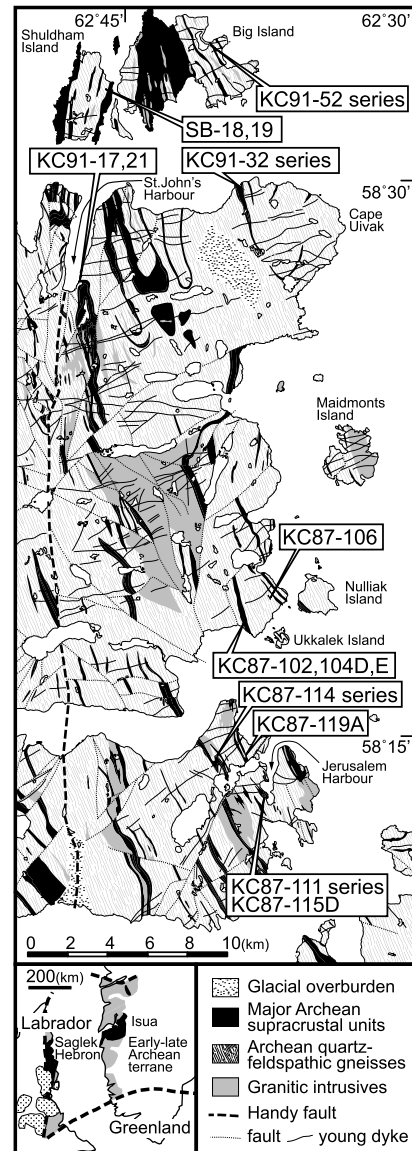 62˚45'
62˚30'
Shuldham
Island
Big Island
KC91-52 series
SB-18,19
KC91-17,21
KC91-32 series
St.John's
Harbour
58˚30'
Cape
Uivak
Maidmonts
Island
KC87-106
Nulliak
Island
Ukkalek Island
KC87-102,104D,E
KC87-114 series
KC87-119A
58˚15'
Jerusalem
Harbour
KC87-111 series
KC87-115D
0 2 4 6 8 10(km)
200(km)
Labrador
Isua
Saglek
Hebron
Early-late
Archean
terrane
Greenland
Glacial overburden
Major Archean
supracrustal units
Archean quartz-
feldspathic gneisses
Granitic intrusives
Handy fault
fault young dyke